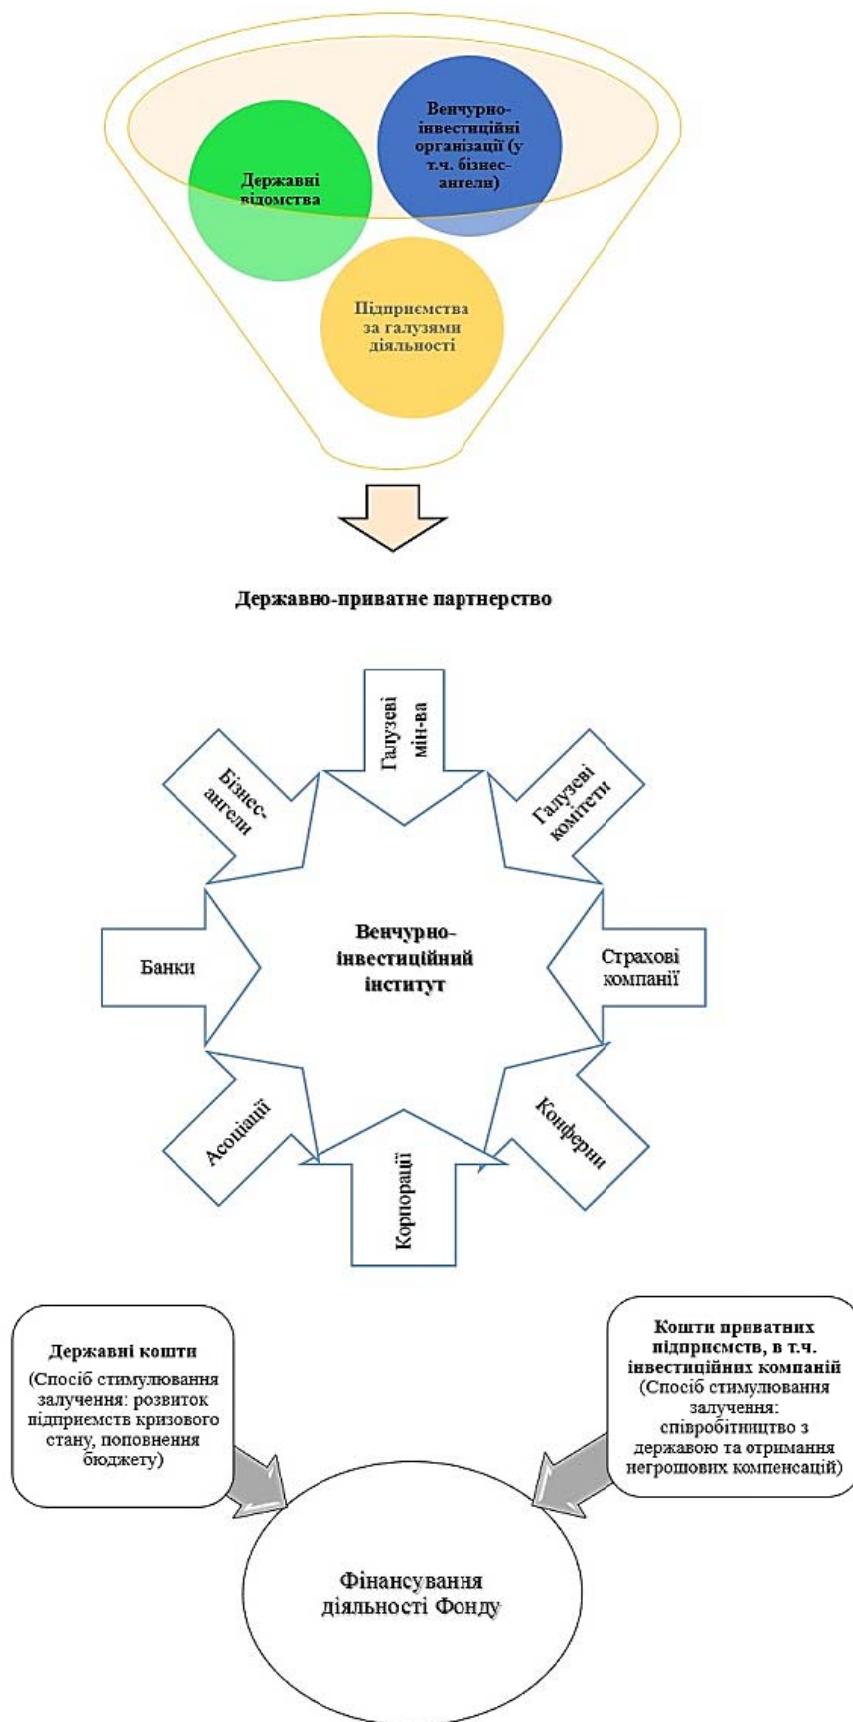 Венчурно-
інвестиційні
організації (у
т.ч. бізнес-
ангели)
Державні
відомства
Підприємства
за галузями
діяльності
Державно-приватне партнерство
Галузеві
мін-ва
Бізнес-
ангели
Галузеві
комітети
Банки
Венчурно-
інвестиційний
інститут
Страхові
компанії
Асоціації
Корпорації
Конферни
Державні кошти
(Спосіб стимулювання
залучення: розвиток
підприємств кризового
стану, поповнення
бюджету)
Кошти приватних
підприємств, в т.ч.
інвестиційних компаній
(Спосіб стимулювання
залучення:
співробітництво з
державою та отримання
негрошових компенсацій)
Фінансування
діяльності Фонду